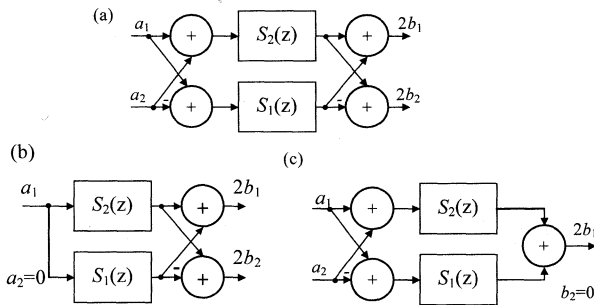 (a)
a₁
+
S₂(z)
+
2b₁
a₂
-
+
S₁(z)
-
+
2b₂
(b)
a₁
S₂(z)
+
2b₁
a₂=0
S₁(z)
-
+
2b₂
(c)
a₁
+
S₂(z)
+
2b₁
a₂
-
+
S₁(z)
b₂=0